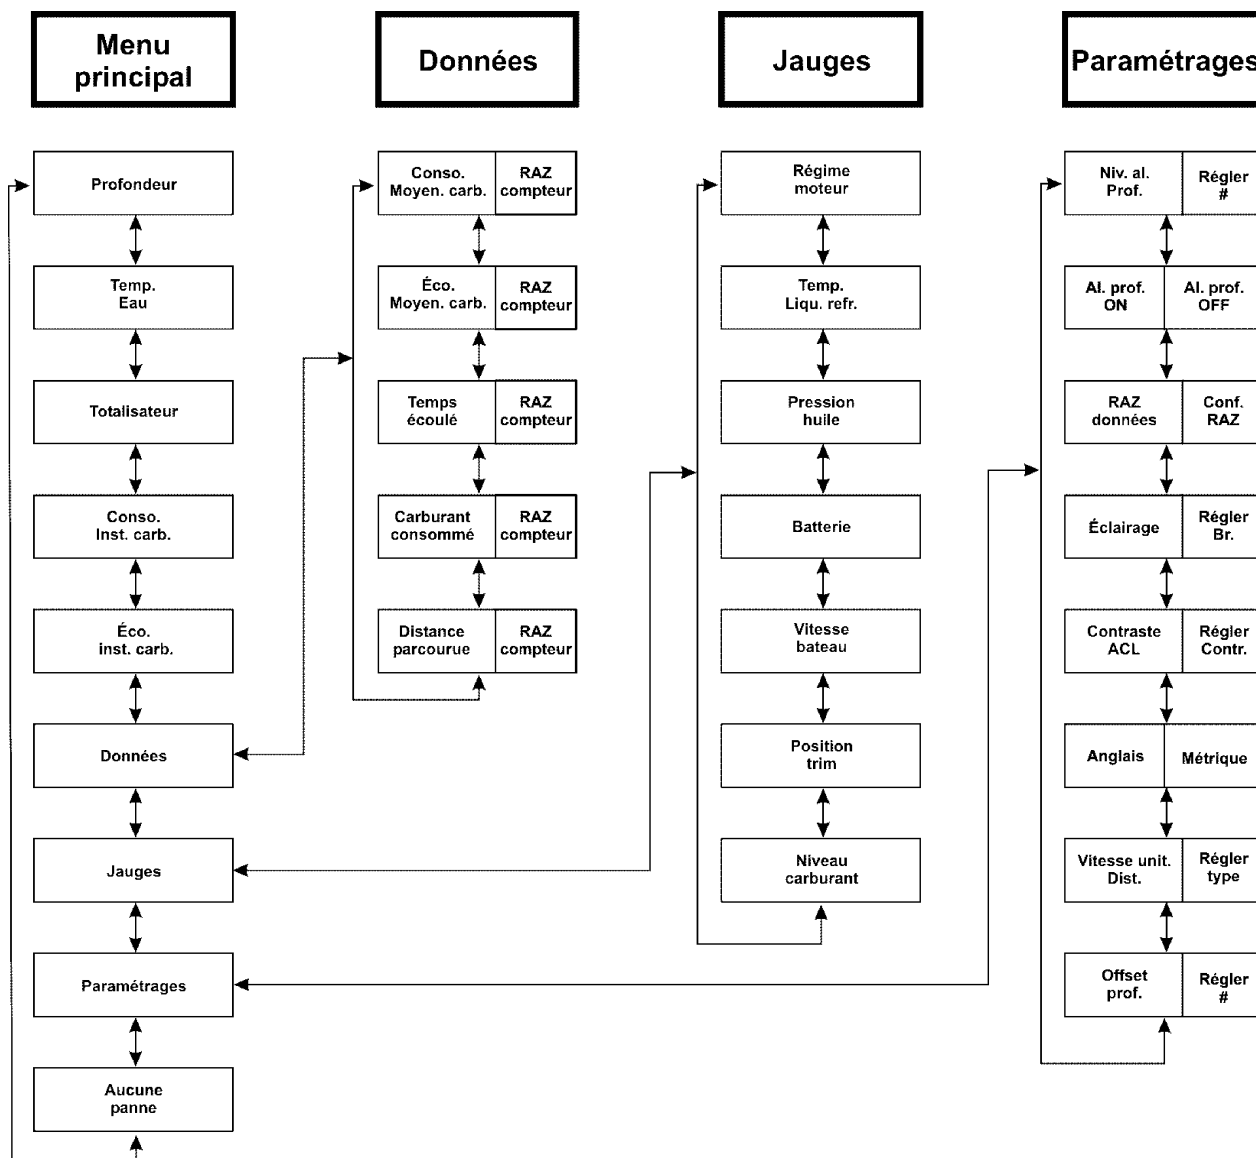 Menu
principal
Données
Jauges
Paramétrages
Profondeur
Temp.
Eau
Totalisateur
Conso.
Inst. carb.
Éco.
inst. carb.
Données
Jauges
Paramétrages
Aucune
panne
Conso.
Moyen. carb.
RAZ
compteur
Éco.
Moyen. carb.
RAZ
compteur
Temps
écoulé
RAZ
compteur
Carburant
consommé
RAZ
compteur
Distance
parcourue
RAZ
compteur
Régime
moteur
Temp.
Liqu. refr.
Pression
huile
Batterie
Vitesse
bateau
Position
trim
Niveau
carburant
Niv. al.
Prof.
Régler
#
Al. prof.
ON
Al. prof.
OFF
RAZ
données
Conf.
RAZ
Éclairage
Régler
Br.
Contraste
ACL
Régler
Contr.
Anglais
Métrique
Vitesse unit.
Dist.
Régler
type
Offset
prof.
Régler
#